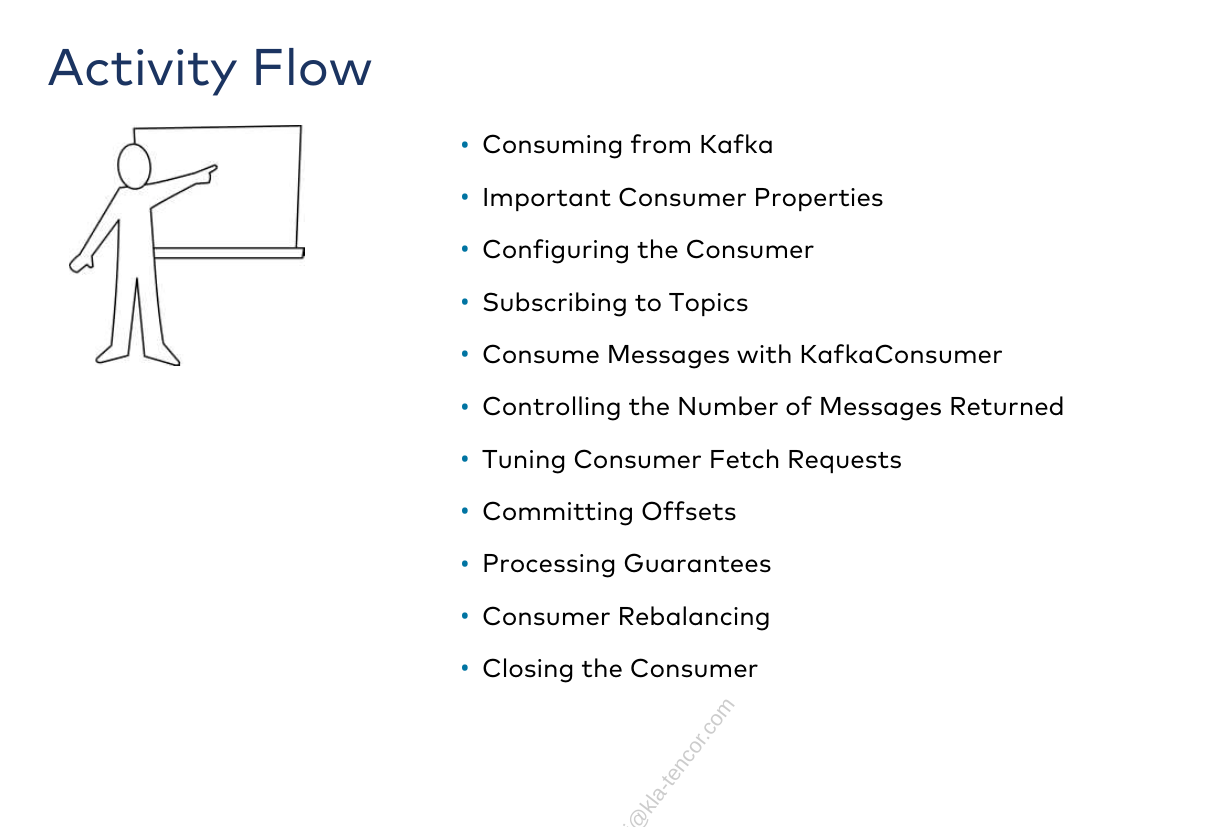 Activity Flow
• Consuming from Kafka
• Important Consumer Properties
• Configuring the Consumer
• Subscribing to Topics
• Consume Messages with KafkaConsumer
• Controlling the Number of Messages Returned
• Tuning Consumer Fetch Requests
• Committing Offsets
• Processing Guarantees
• Consumer Rebalancing
• Closing the Consumer
@kla-tencor.com